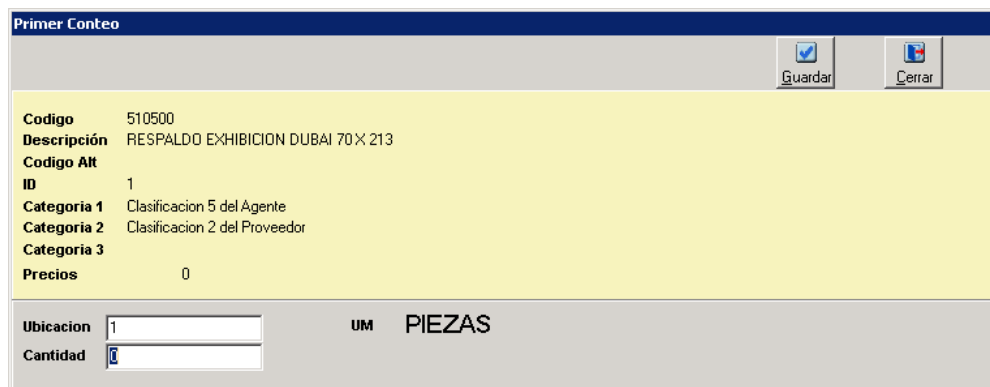 Primer Conteo
Guardar Cerrar
Codigo 510500
Descripción RESPALDO EXHIBICION DUBAI 70 X 213
Codigo Alt
ID 1
Categoria 1 Clasificacion 5 del Agente
Categoria 2 Clasificacion 2 del Proveedor
Categoria 3
Precios 0
Ubicacion 1 UM PIEZAS
Cantidad 0